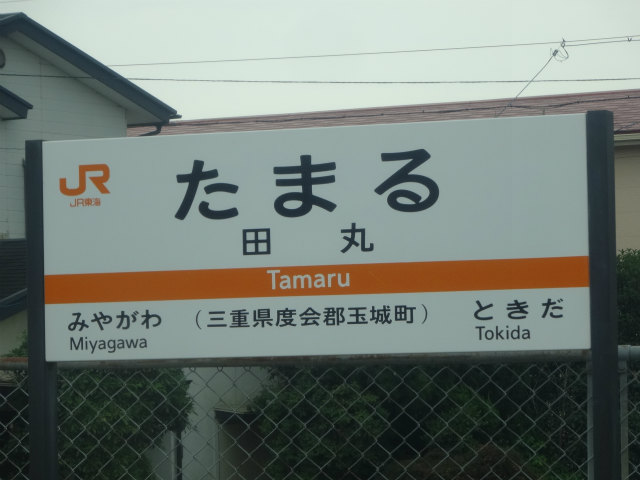 JR
JR東海
たまる
田丸
Tamaru
みやがわ (三重県度会郡玉城町) ときだ
Miyagawa Tokida